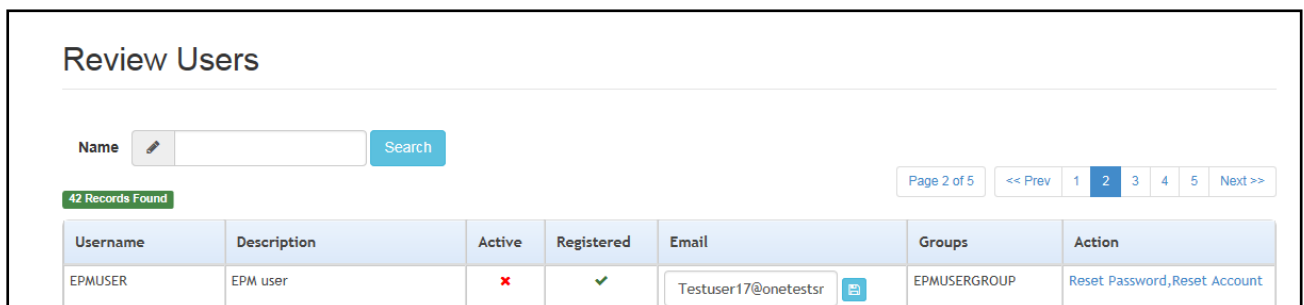 Review Users
Name Search
Page 2 of 5 << Prev 1 2 3 4 5 Next >>
42 Records Found
Username Description Active Registered Email Groups Action
EPMUSER EPM user Testuser17@onetestsr EPMUSERGROUP Reset Password,Reset Account